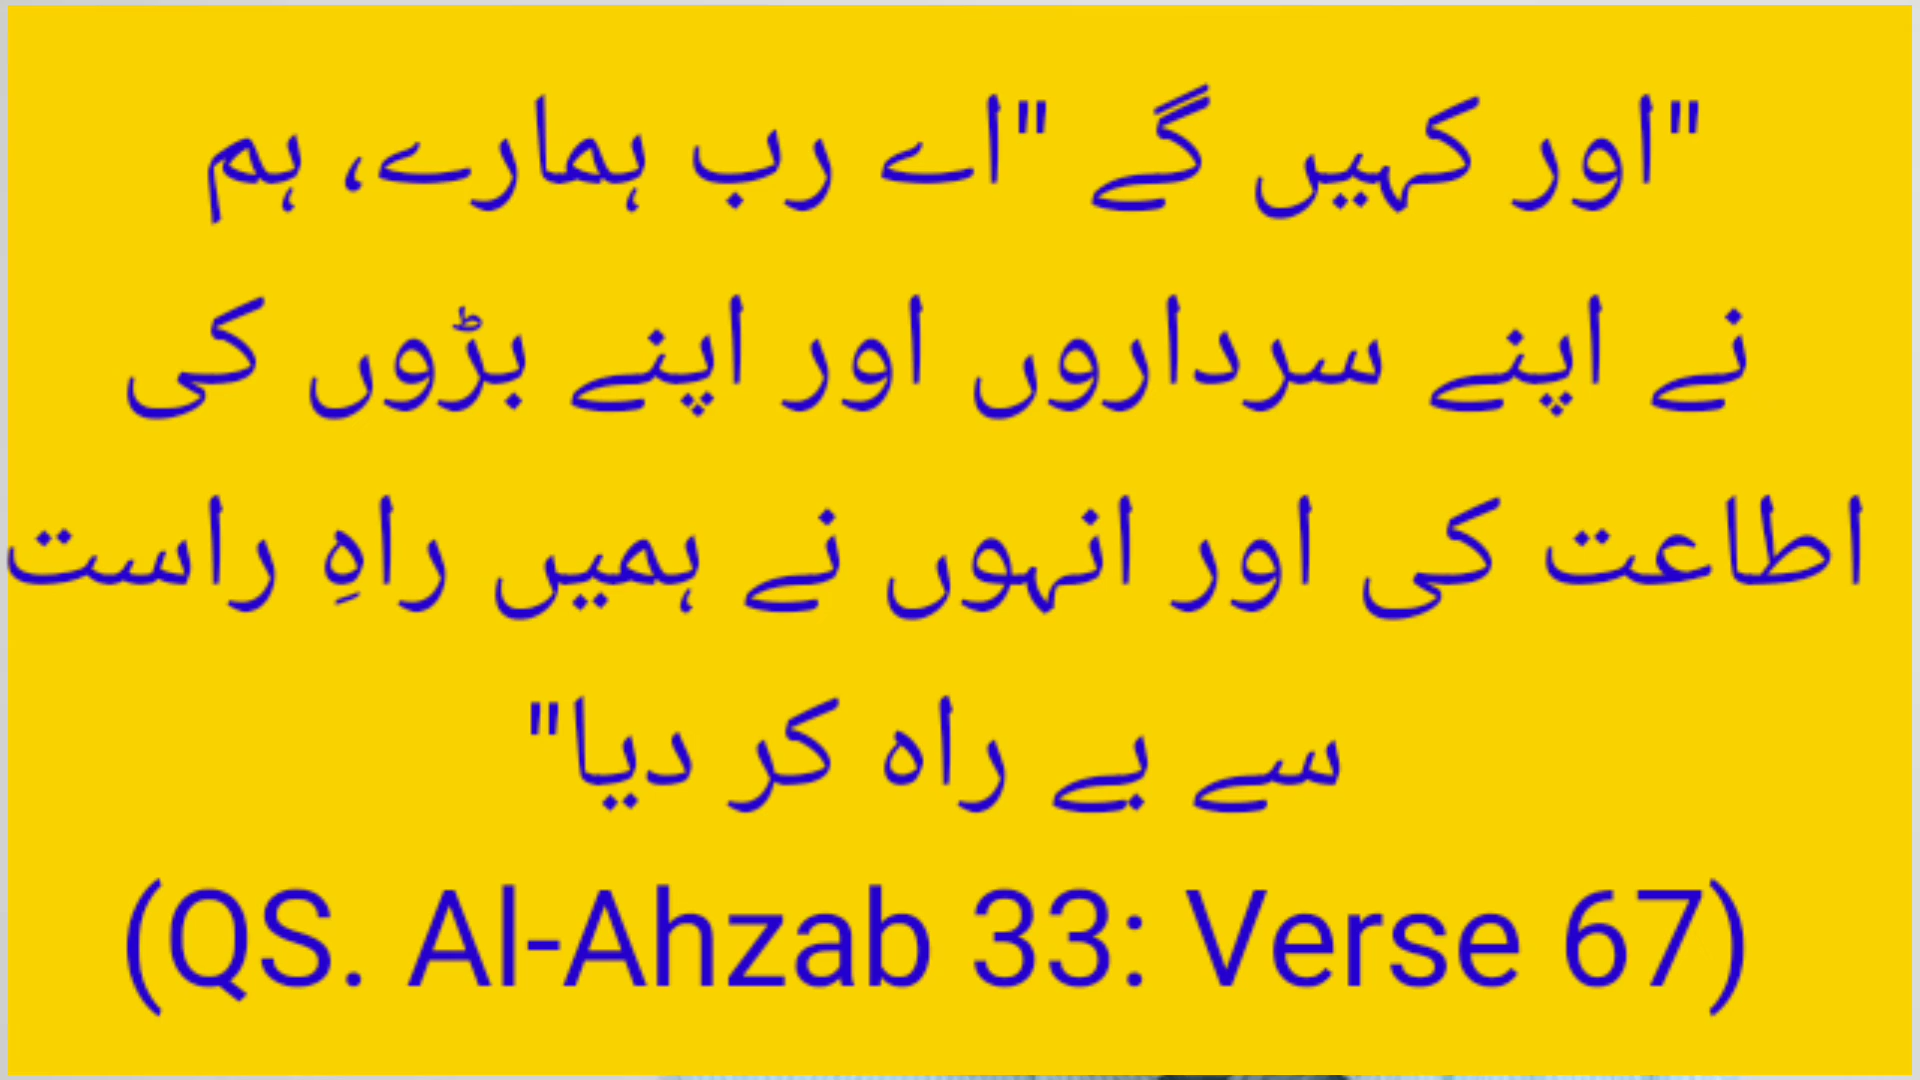 "اور کہیں گے "اے رب ہمارے، ہم
نے اپنے سرداروں اور اپنے بڑوں کی
اطاعت کی اور انہوں نے ہمیں راہِ راست
سے بے راہ کر دیا"
(QS. Al-Ahzab 33: Verse 67)